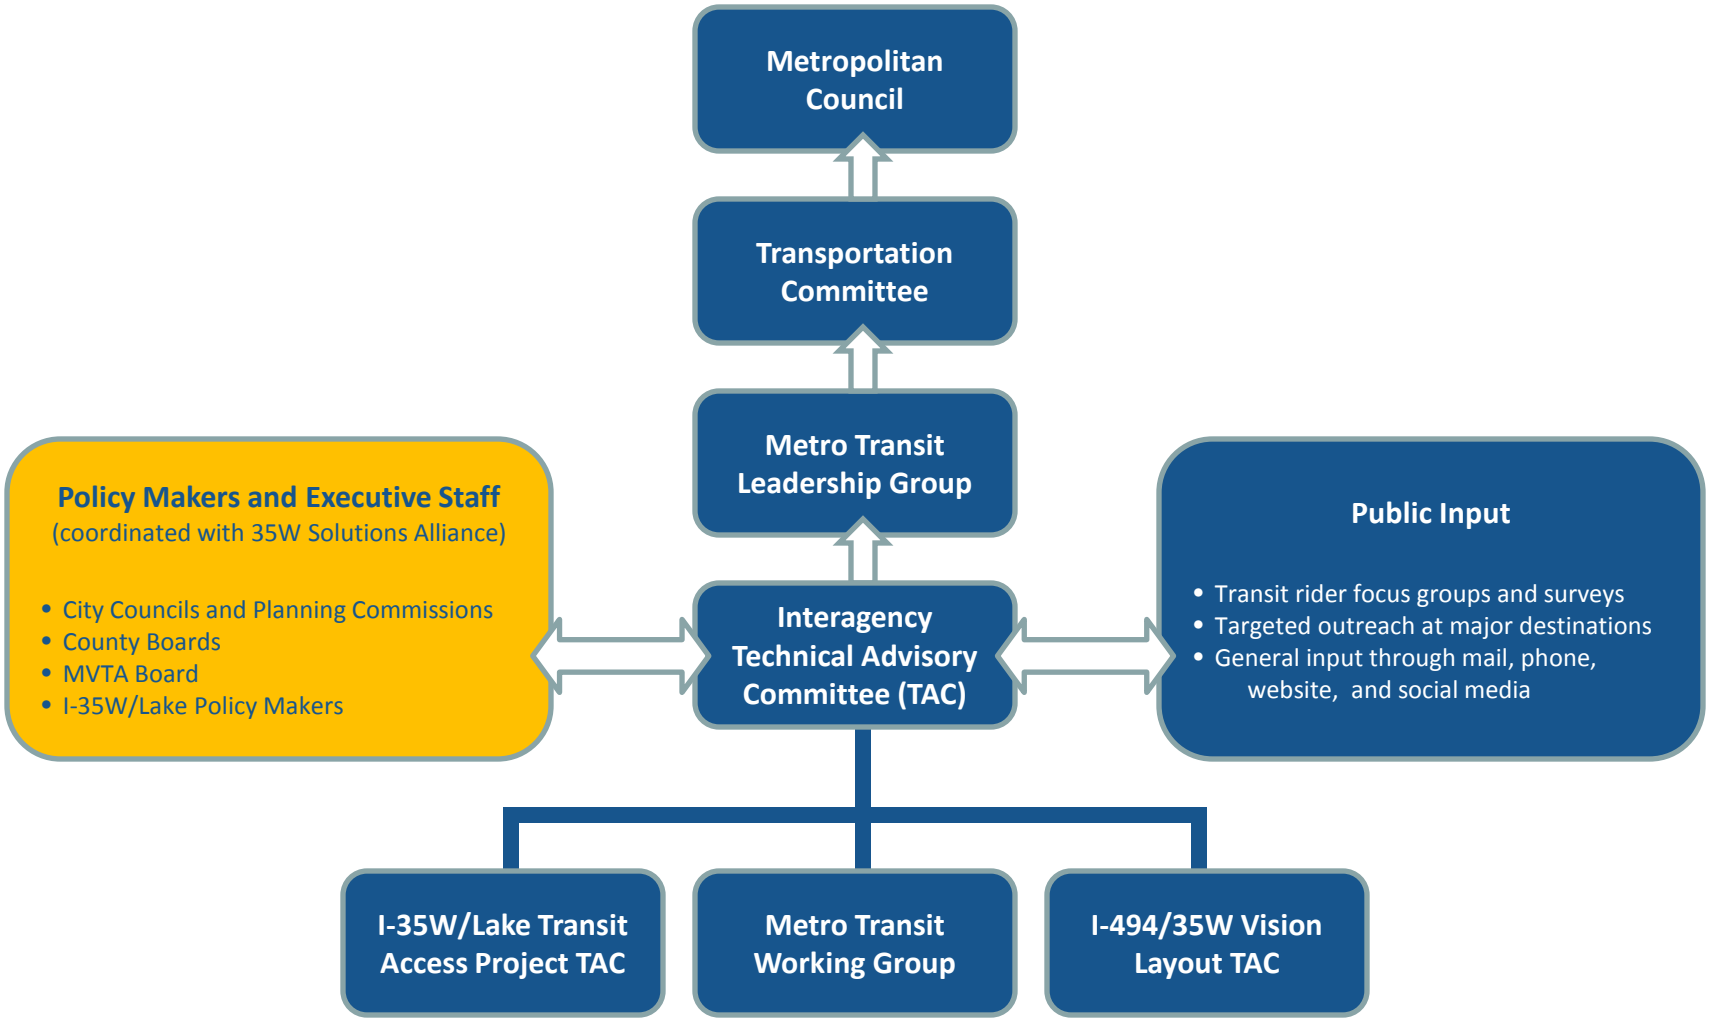 Metropolitan
Council
Transportation
Committee
Metro Transit
Leadership Group
Policy Makers and Executive Staff
(coordinated with 35W Solutions Alliance)
• City Councils and Planning Commissions
• County Boards
• MVTA Board
• I-35W/Lake Policy Makers
Interagency
Technical Advisory
Committee (TAC)
Public Input
• Transit rider focus groups and surveys
• Targeted outreach at major destinations
• General input through mail, phone,
website, and social media
I-35W/Lake Transit
Access Project TAC
Metro Transit
Working Group
I-494/35W Vision
Layout TAC